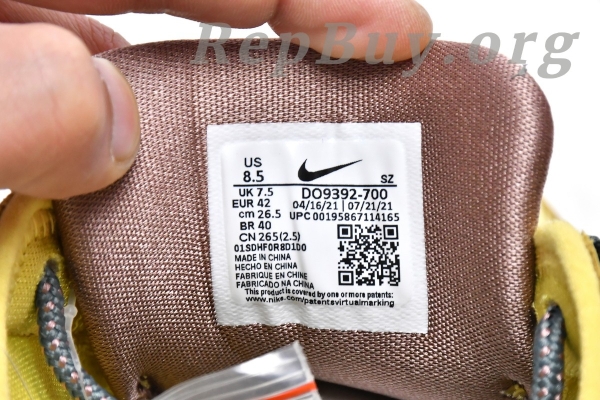 RepBuy.org
US
8.5
SZ
UK 7.5
DO9392-700
EUR 42
04/16/21 07/21/21
cm 26.5
UPC 00195867114165
BR 40
CN 265(2.5)
01SDHF0R8D1D0
MADE IN CHINA
HECHO EN CHINA
FABRIQUE EN CHINE
FABRICADO NA CHINA
This product is covered by one or more patents:
www.nike.com/patentsvirtualmarking